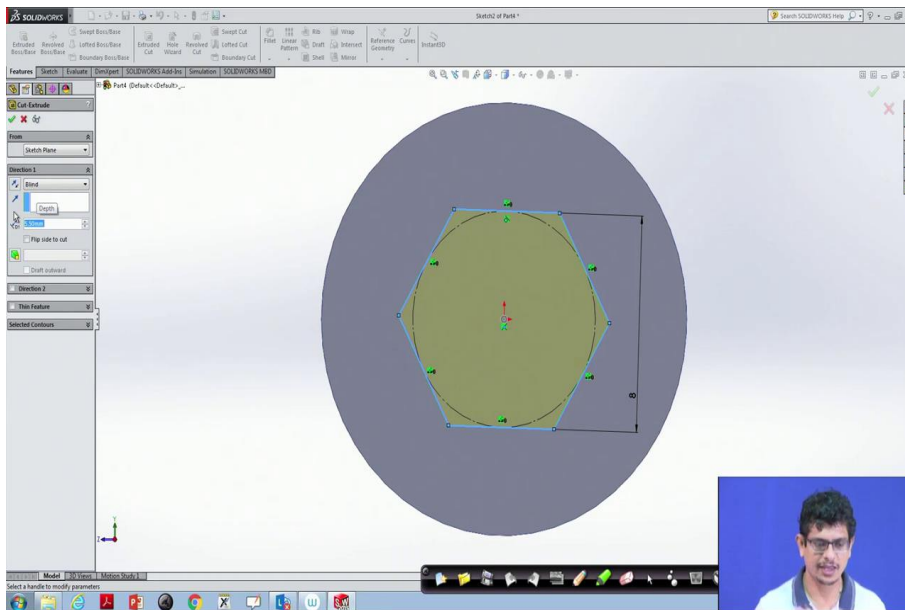 SOLIDWORKS
Sketch2 of Part4 *
Search SOLIDWORKS Help
Extruded Boss/Base
Revolved Boss/Base
Swept Boss/Base
Lofted Boss/Base
Boundary Boss/Base
Extruded Cut
Hole Wizard
Revolved Cut
Swept Cut
Lofted Cut
Boundary Cut
Fillet
Linear Pattern
Rib
Draft
Shell
Wrap
Intersect
Mirror
Reference Geometry
Curves
Instant3D
Features Sketch Evaluate DimXpert SOLIDWORKS Add-Ins Simulation SOLIDWORKS MBD
Part4 (Default<<Default>_...
Cut-Extrude
?
From
Sketch Plane
Direction 1
Blind
Depth
Flip side to cut
Draft outward
Direction 2
Thin Feature
Selected Contours
8
Y
Z
Model 3D Views Motion Study 1
Select a handle to modify parameters